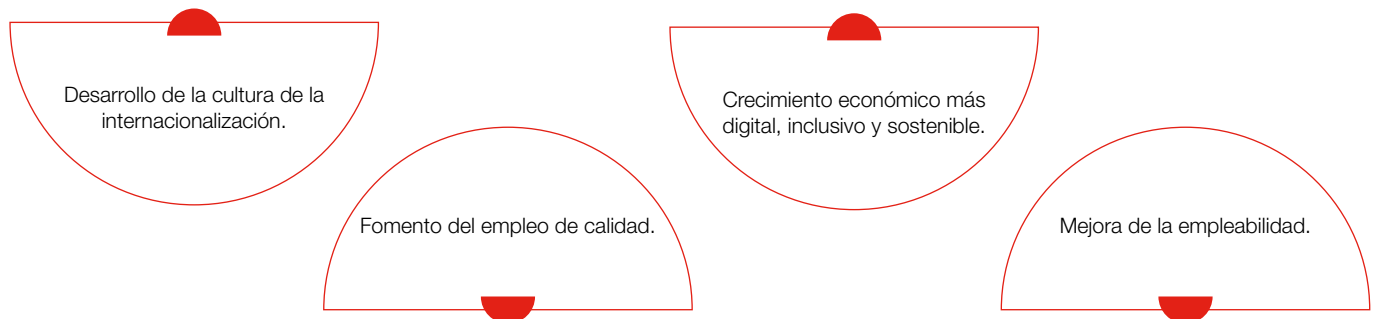 Desarrollo de la cultura de la
internacionalización.
Fomento del empleo de calidad.
Crecimiento económico más
digital, inclusivo y sostenible.
Mejora de la empleabilidad.